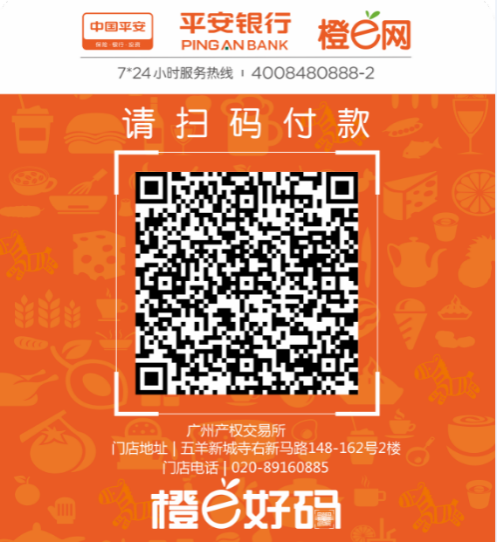 中国平安
保险·银行·投资
平安银行
PINGAN BANK
橙e网
7*24小时服务热线 | 4008480888-2
请扫码付款
广州产权交易所
门店地址 | 五羊新城寺右新马路148-162号2楼
门店电话 | 020-89160885
橙e好码